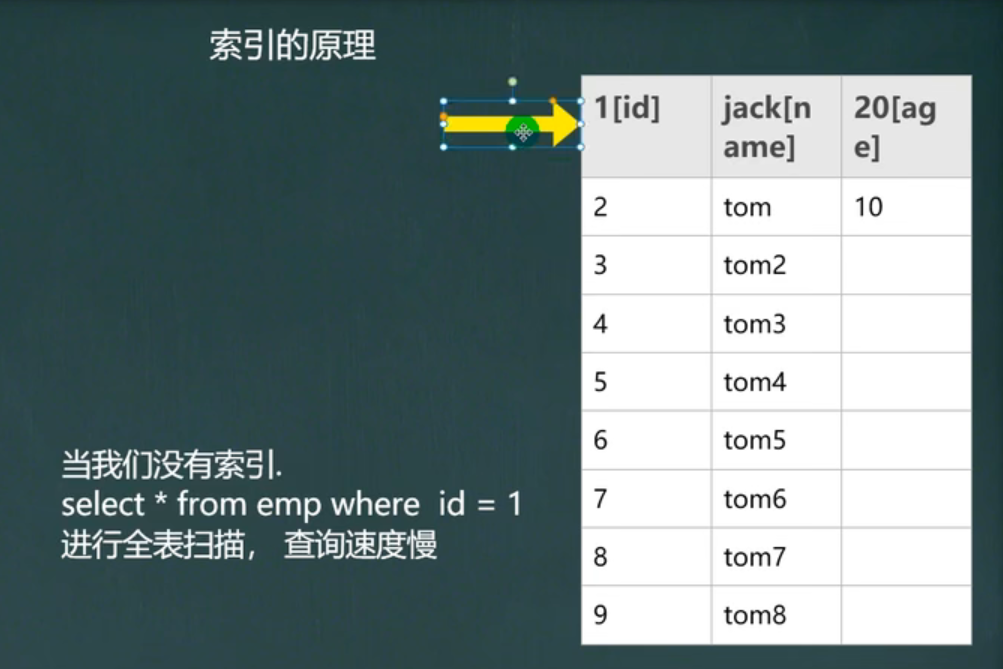 索引的原理
1[id] jack[n 20[ag
ame] e]
2 tom 10
3 tom2
4 tom3
5 tom4
6 tom5
7 tom6
8 tom7
9 tom8
当我们没有索引.
select * from emp where  id = 1
进行全表扫描， 查询速度慢